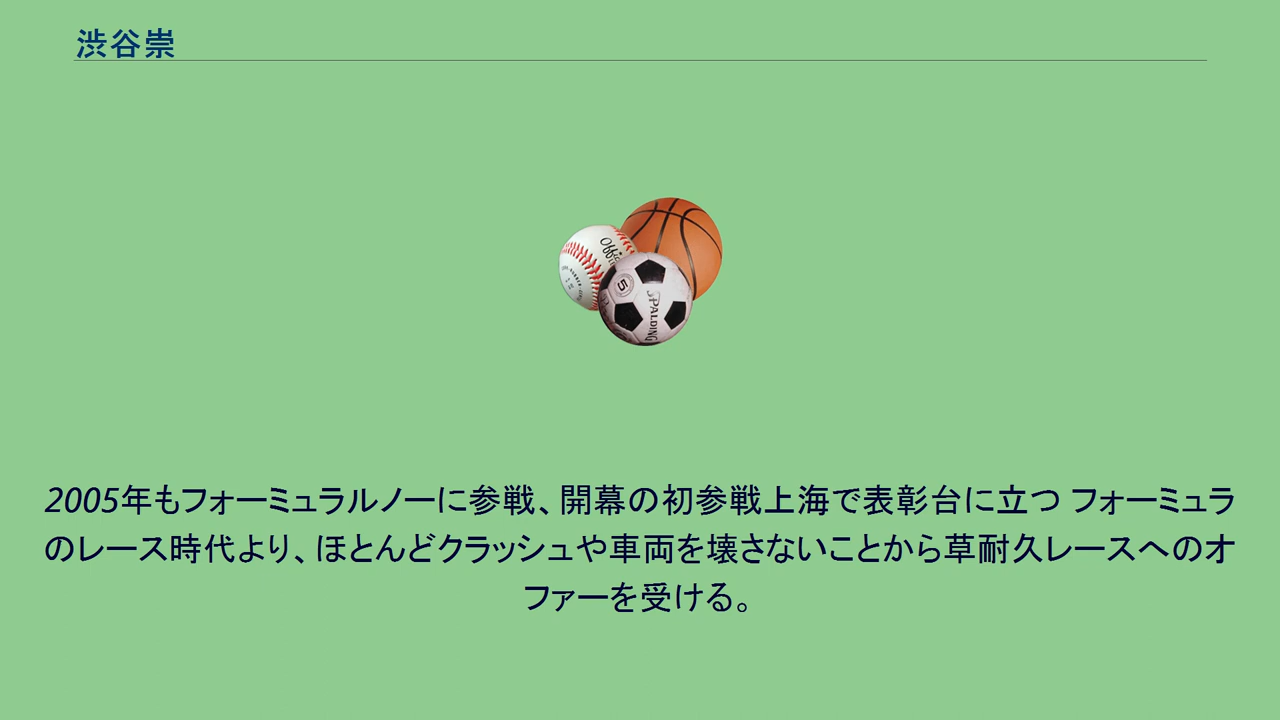 渋谷崇
Offic
5
SPALDING
2005年もフォーミュラルノーに参戦、開幕の初参戦上海で表彰台に立つ フォーミュラ
のレース時代より、ほとんどクラッシュや車両を壊さないことから草耐久レースへのオ
ファーを受ける。